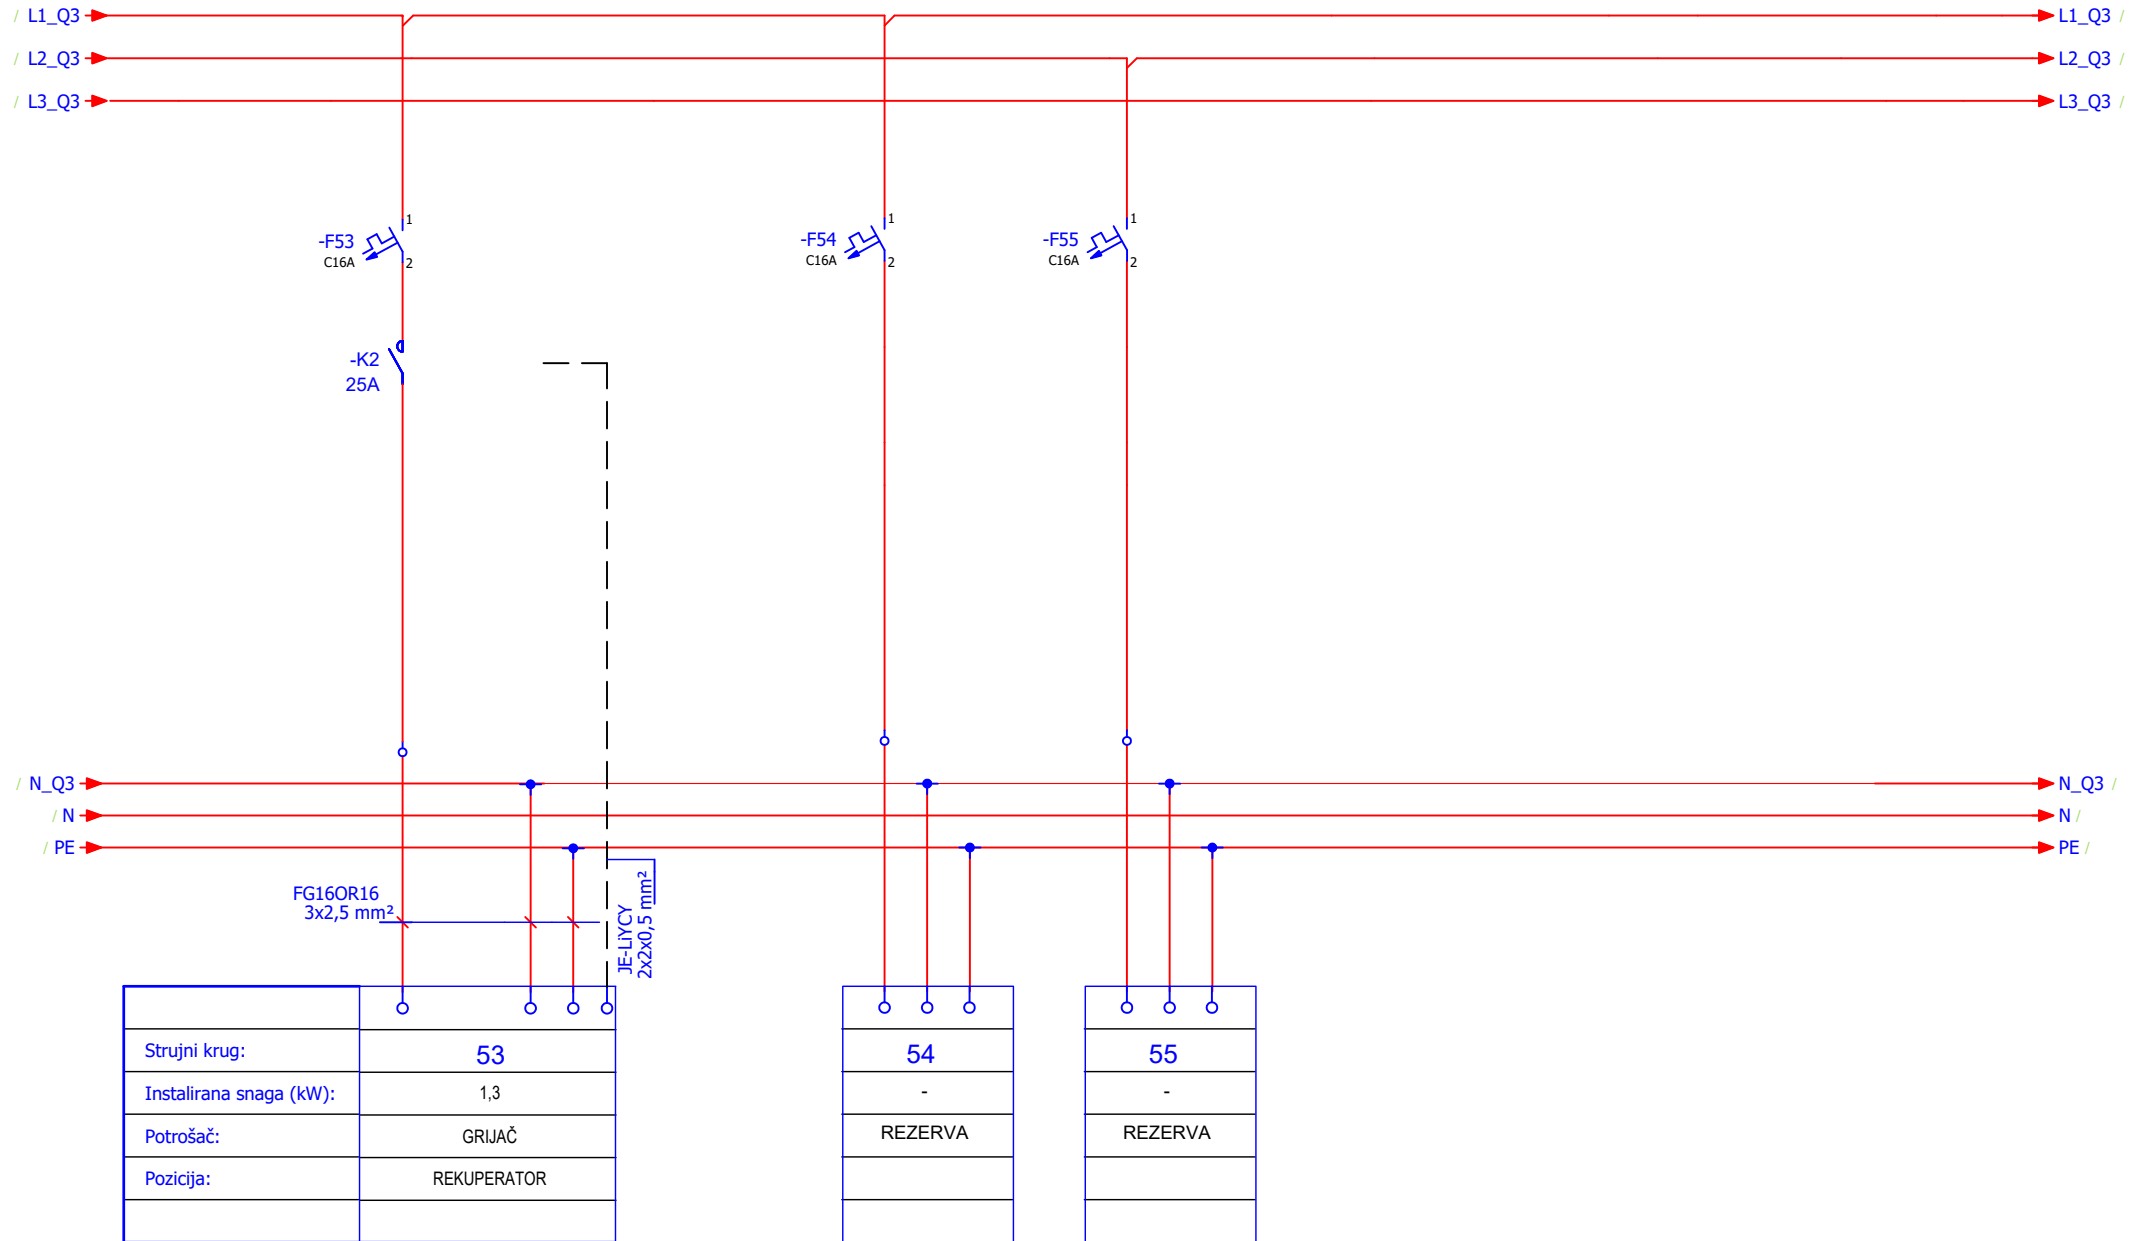 / L1_Q3
L1_Q3 /
/ L2_Q3
L2_Q3 /
/ L3_Q3
L3_Q3 /
1
-F53
C16A
2
1
-F54
C16A
2
1
-F55
C16A
2
-K2
25A
/ N_Q3
N_Q3 /
/ N
N /
/ PE
PE /
FG16OR16
3x2,5 mm²
JE-LiYCY
2x2x0,5 mm²
Strujni krug:
53
54
55
Instalirana snaga (kW):
1,3
-
-
Potrošač:
GRIJAČ
REZERVA
REZERVA
Pozicija:
REKUPERATOR